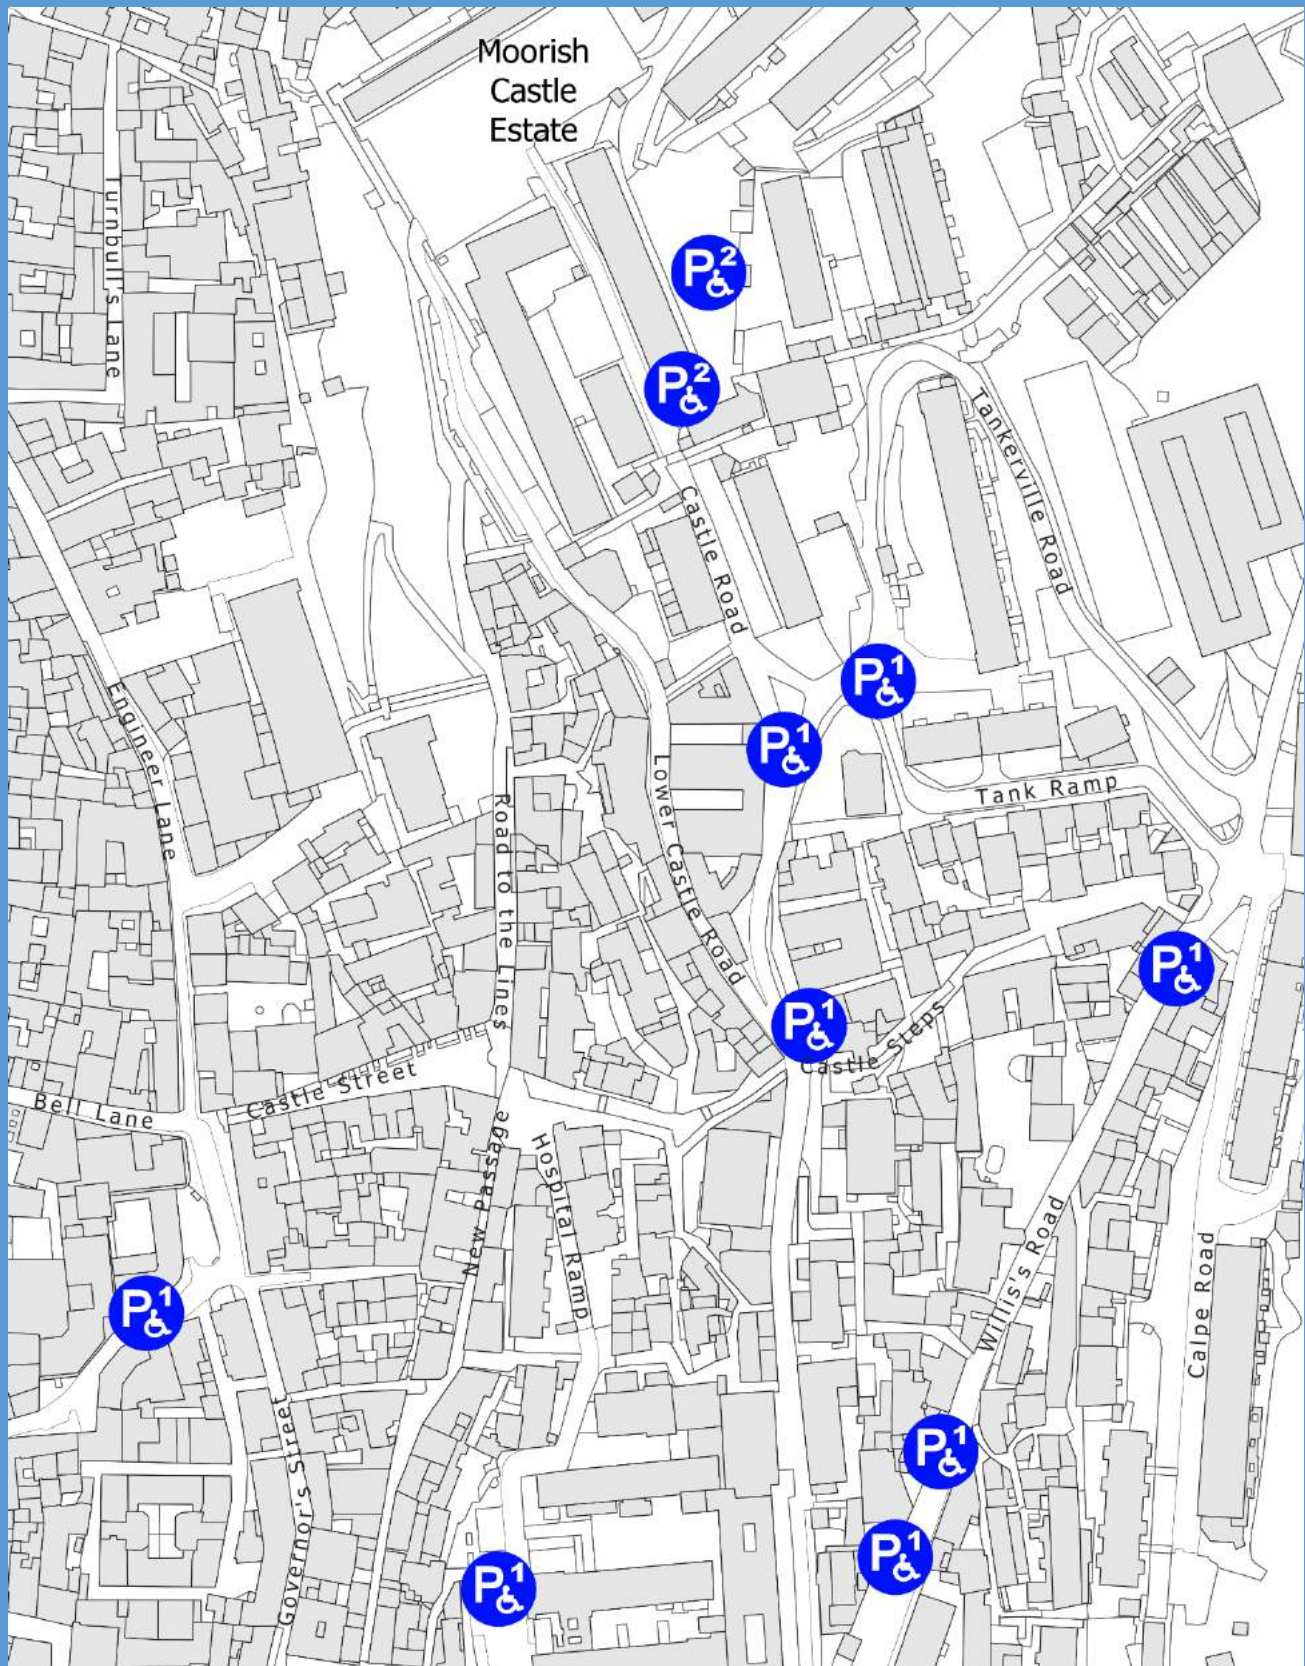 Moorish
Castle
Estate
Turnbull's Lane
P2
P2
Tankerville Road
Castle Road
P1
P1
Engineer Lane
Lower Castle Road
Road to the Lines
Tank Ramp
P1
P1
Castle Steps
Castle Street
Bell Lane
New Passage
Hospital Ramp
Willis's Road
Calpe Road
P1
Governor's Street
P1
P1
P1